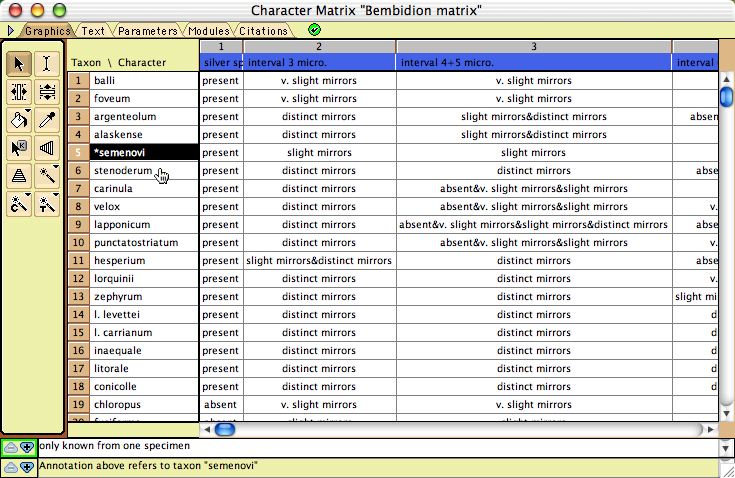 Character Matrix "Bembidion matrix"
Graphics Text Parameters Modules Citations
1 2 3
Taxon \ Character silver sp interval 3 micro. interval 4+5 micro. interval
1 balli present v. slight mirrors v. slight mirrors
2 foveum present v. slight mirrors v. slight mirrors
3 argenteolum present distinct mirrors slight mirrors&distinct mirrors absen
4 alaskense present distinct mirrors slight mirrors&distinct mirrors
5 *semenovi present slight mirrors slight mirrors
6 stenoderum present distinct mirrors distinct mirrors abse
7 carinula present distinct mirrors absent&v. slight mirrors&slight mirrors
8 velox present distinct mirrors absent&v. slight mirrors&slight mirrors v.
9 lapponicum present distinct mirrors absent&v. slight mirrors&slight mirrors&distinct mirrors abse
10 punctatostriatum present distinct mirrors absent&v. slight mirrors&slight mirrors v.
11 hesperium present slight mirrors&distinct mirrors distinct mirrors abse
12 lorquinii present distinct mirrors distinct mirrors v.
13 zephyrum present distinct mirrors distinct mirrors slight mi
14 l. levettei present distinct mirrors distinct mirrors d
15 l. carrianum present distinct mirrors distinct mirrors d
16 inaequale present distinct mirrors distinct mirrors d
17 litorale present distinct mirrors distinct mirrors d
18 conicolle present distinct mirrors distinct mirrors d
19 chloropus absent v. slight mirrors v. slight mirrors
only known from one specimen
Annotation above refers to taxon "semenovi"